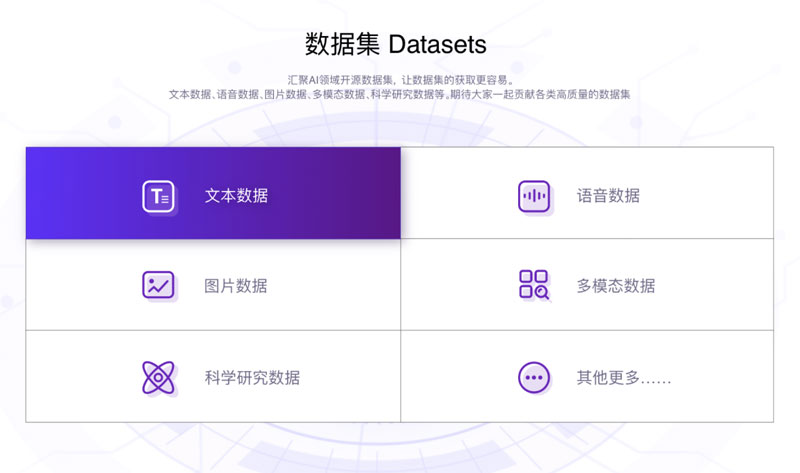 数据集 Datasets
汇聚AI领域开源数据集，让数据集的获取更容易。
文本数据、语音数据、图片数据、多模态数据、科学研究数据等，期待大家一起贡献各类高质量的数据集
文本数据
语音数据
图片数据
多模态数据
科学研究数据
其他更多……